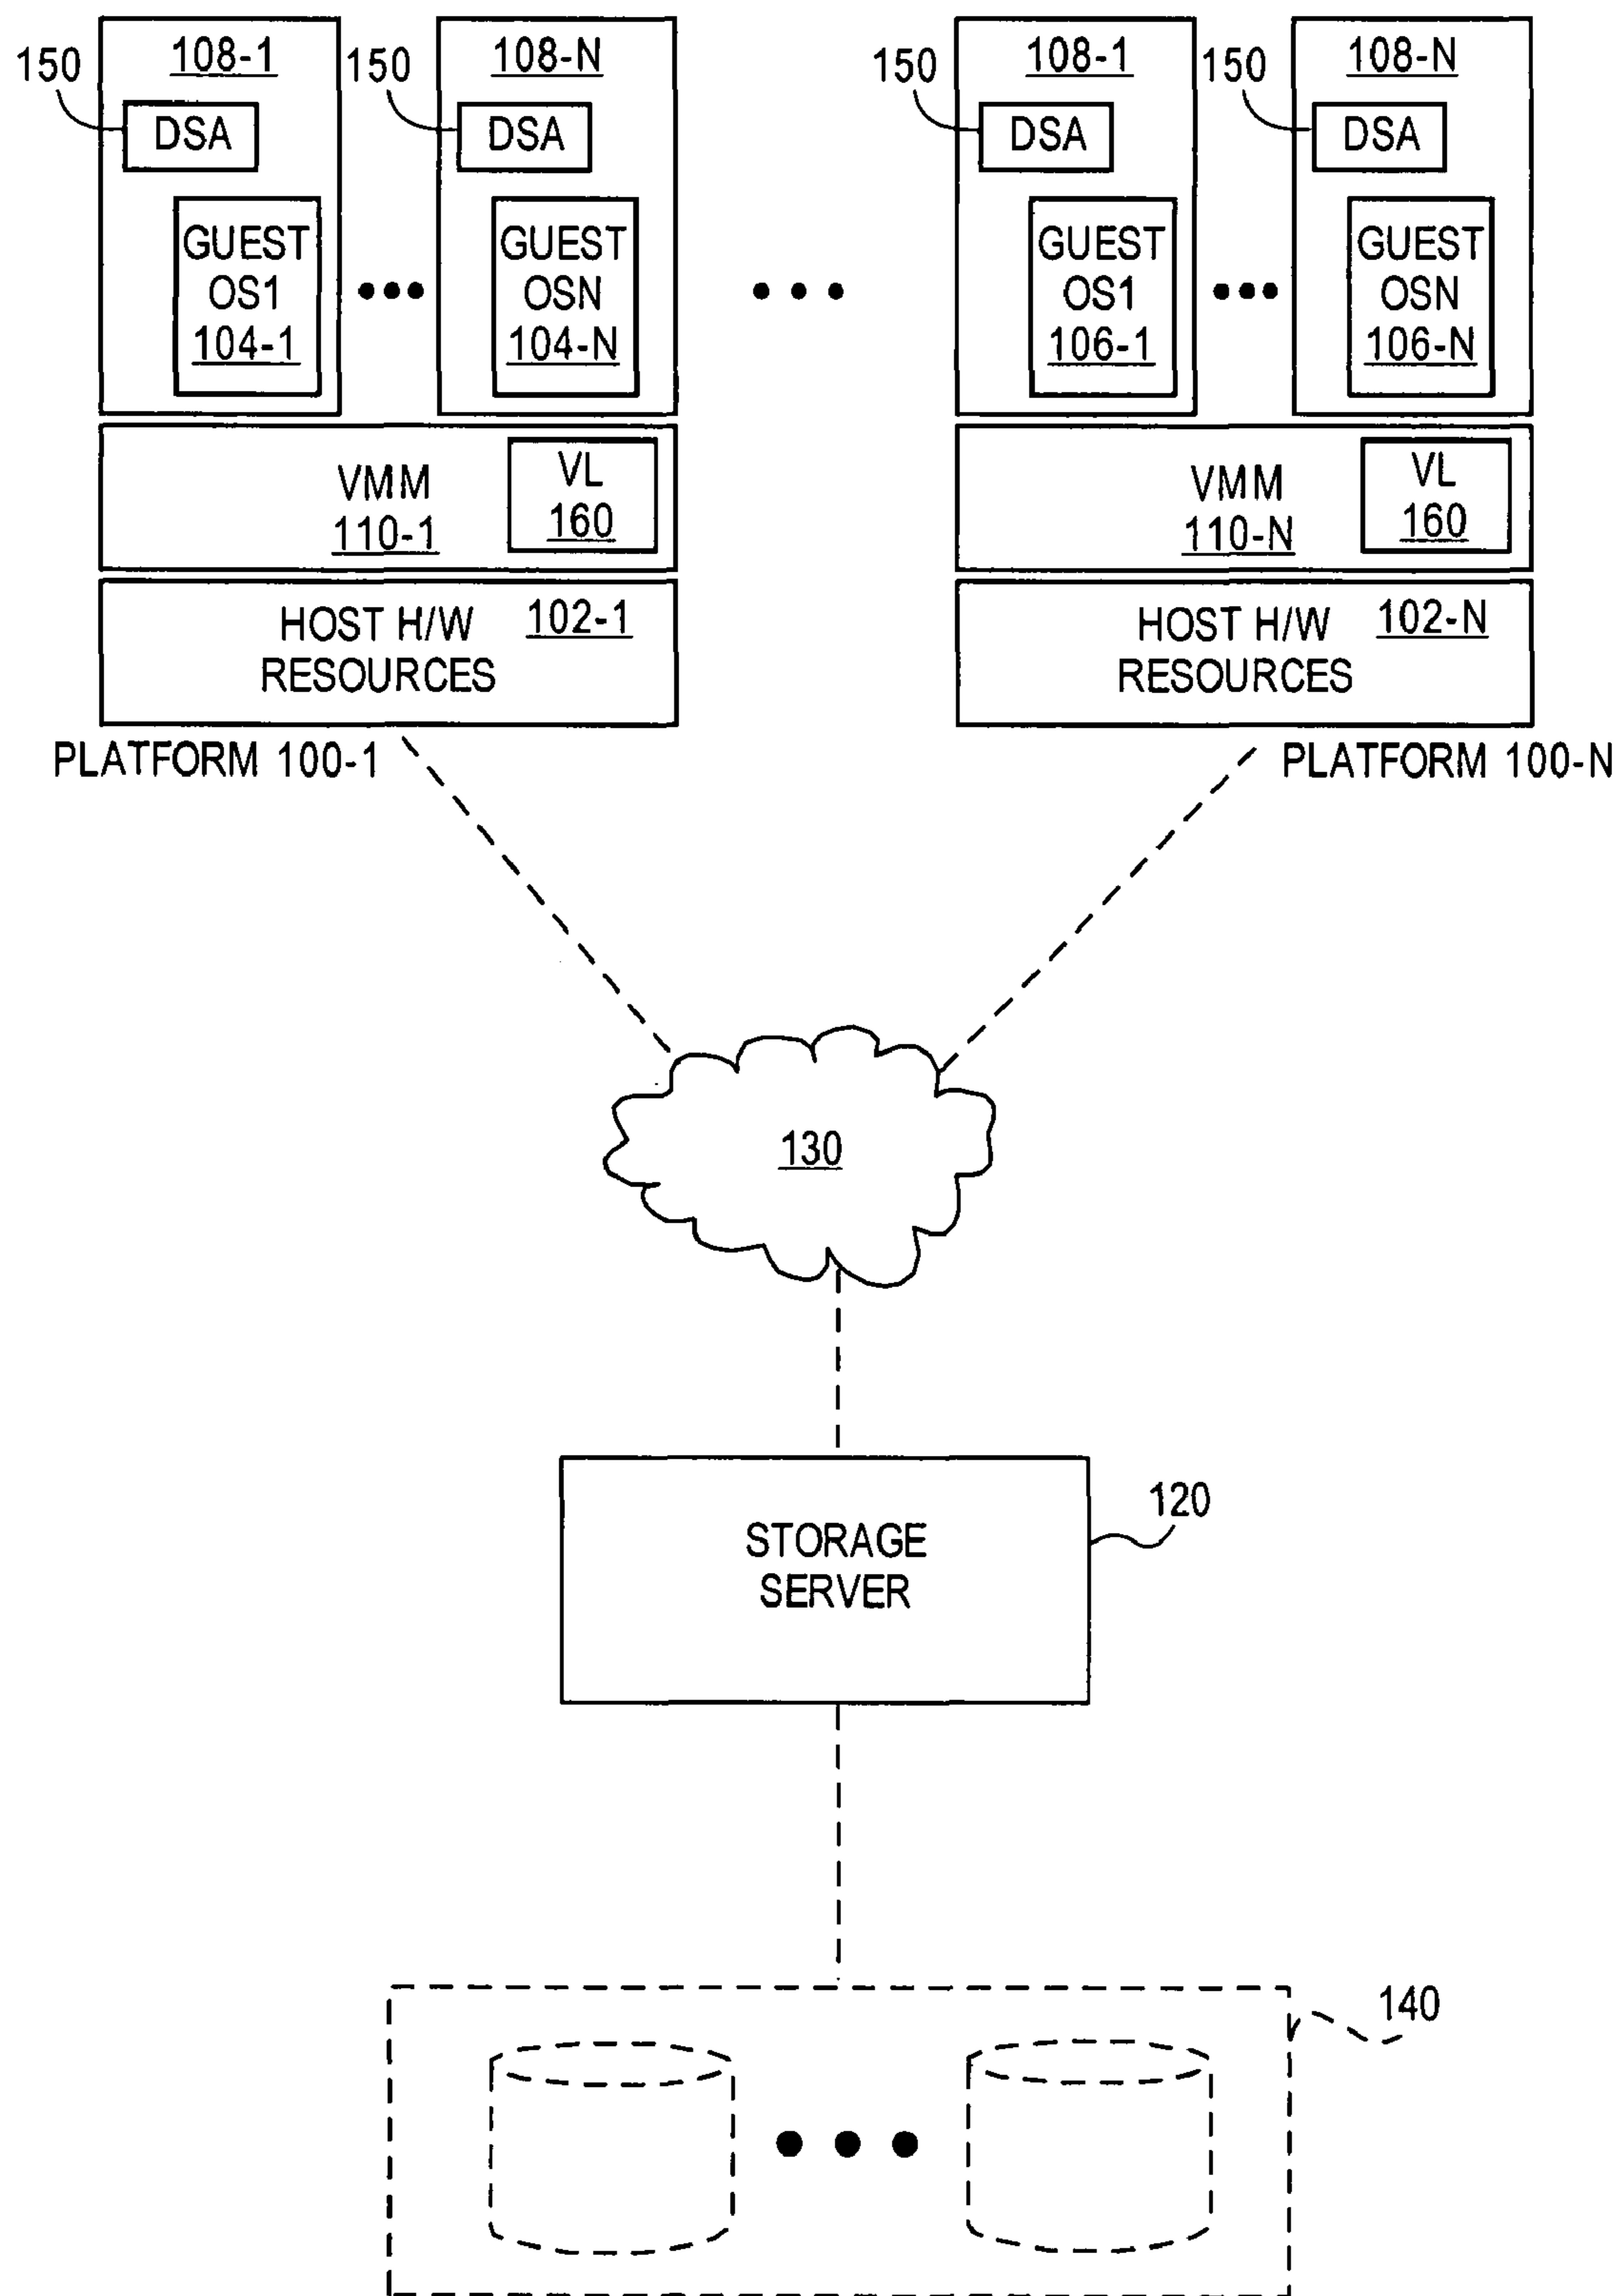 150
108-1
DSA
GUEST
OS1
104-1
150
108-N
DSA
GUEST
OSN
104-N
VMM
110-1
VL
160
HOST H/W
RESOURCES
102-1
PLATFORM 100-1
150
108-1
DSA
GUEST
OS1
106-1
150
108-N
DSA
GUEST
OSN
106-N
VMM
110-N
VL
160
HOST H/W
RESOURCES
102-N
PLATFORM 100-N
130
STORAGE
SERVER
120
140